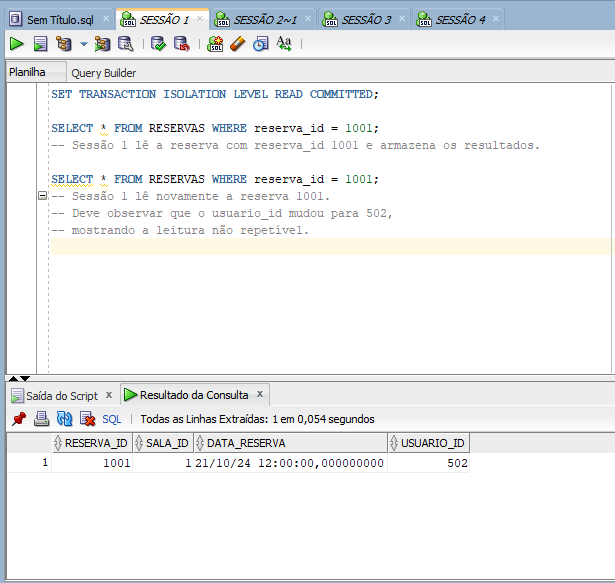 Sem Título.sql × SESSÃO 1 × SESSÃO 2~1 × SESSÃO 3 × SESSÃO 4 ×
Planilha Query Builder
SET TRANSACTION ISOLATION LEVEL READ COMMITTED;
SELECT * FROM RESERVAS WHERE reserva_id = 1001;
-- Sessão 1 lê a reserva com reserva_id 1001 e armazena os resultados.
SELECT * FROM RESERVAS WHERE reserva_id = 1001;
-- Sessão 1 lê novamente a reserva 1001.
-- Deve observar que o usuario_id mudou para 502,
-- mostrando a leitura não repetível.
Saída do Script × Resultado da Consulta ×
SQL | Todas as Linhas Extraídas: 1 em 0,054 segundos
RESERVA_ID SALA_ID DATA_RESERVA USUARIO_ID
1 1001 1 21/10/24 12:00:00,000000000 502